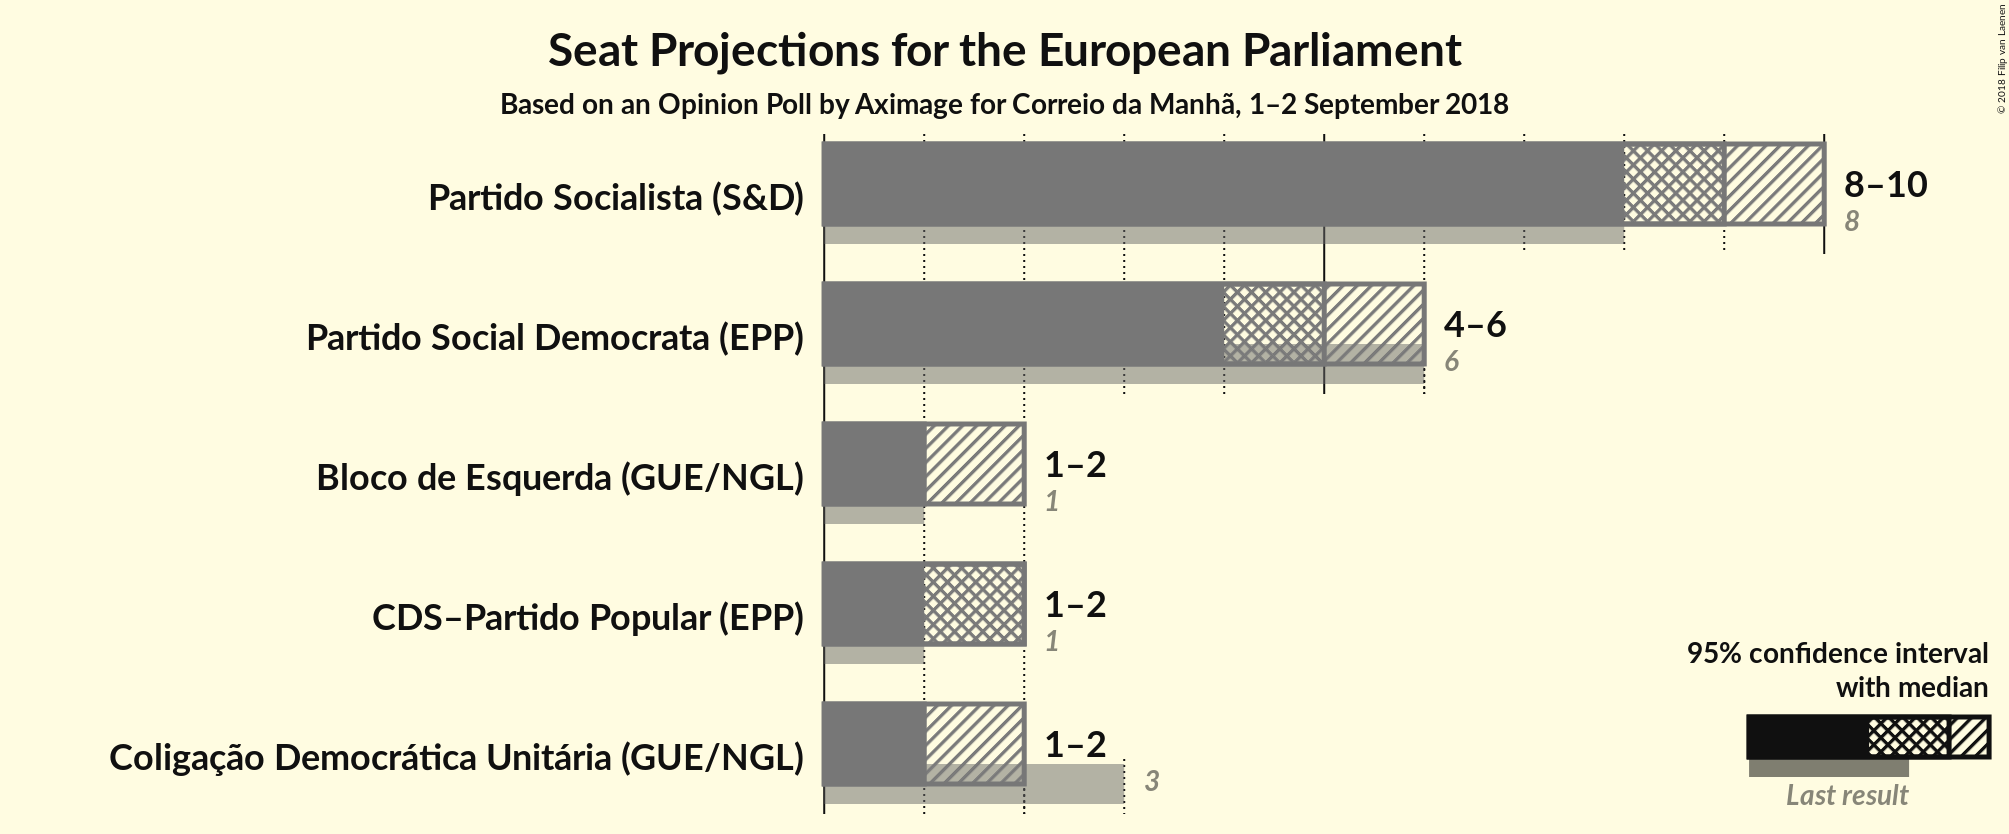 Seat Projections for the European Parliament
Based on an Opinion Poll by Aximage for Correio da Manhã, 1–2 September 2018
© 2018 Filip van Laenen
Partido Socialista (S&D)
8–10
8
Partido Social Democrata (EPP)
4–6
6
Bloco de Esquerda (GUE/NGL)
1–2
1
CDS–Partido Popular (EPP)
1–2
1
Coligação Democrática Unitária (GUE/NGL)
1–2
3
95% confidence interval
with median
Last result